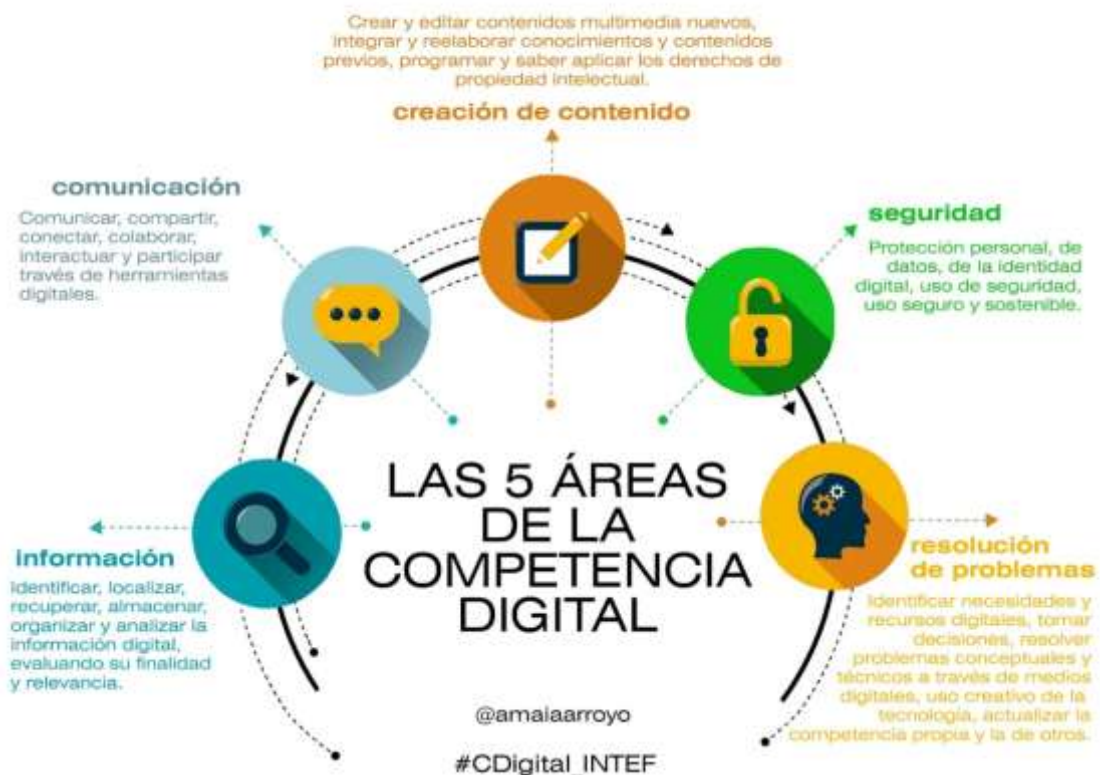 Crear y editar contenidos multimedia nuevos,
integrar y reelaborar conocimientos y contenidos
previos, programar y saber aplicar los derechos de
propiedad intelectual.
creación de contenido
comunicación
Comunicar, compartir,
conectar, colaborar,
interactuar y participar
través de herramientas
digitales.
seguridad
Protección personal, de
datos, de la identidad
digital, uso de seguridad,
uso seguro y sostenible.
información
Identificar, localizar,
recuperar, almacenar,
organizar y analizar la
información digital,
evaluando su finalidad
y relevancia.
LAS 5 ÁREAS
DE LA
COMPETENCIA
DIGITAL
resolución
de problemas
Identificar necesidades y
recursos digitales, tomar
decisiones, resolver
problemas conceptuales y
técnicos a través de medios
digitales, uso creativo de la
tecnología, actualizar la
competencia propia y la de otros.
@amaiaarroyo
#CDigital_INTEF